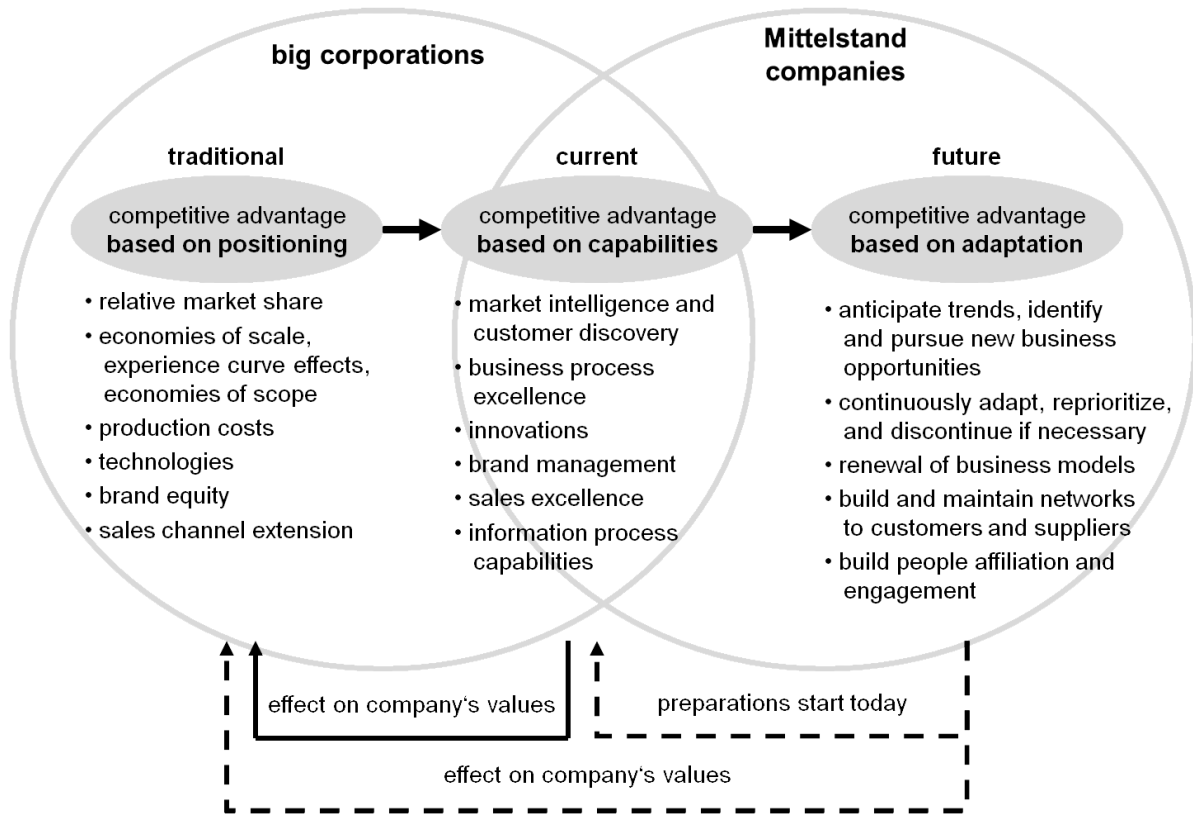 big corporations
Mittelstand
companies
traditional
competitive advantage
based on positioning
• relative market share
• economies of scale,
experience curve effects,
economies of scope
• production costs
• technologies
• brand equity
• sales channel extension
current
competitive advantage
based on capabilities
• market intelligence and
customer discovery
• business process
excellence
• innovations
• brand management
• sales excellence
• information process
capabilities
future
competitive advantage
based on adaptation
• anticipate trends, identify
and pursue new business
opportunities
• continuously adapt, reprioritize,
and discontinue if necessary
• renewal of business models
• build and maintain networks
to customers and suppliers
• build people affiliation and
engagement
effect on company‘s values
preparations start today
effect on company‘s values